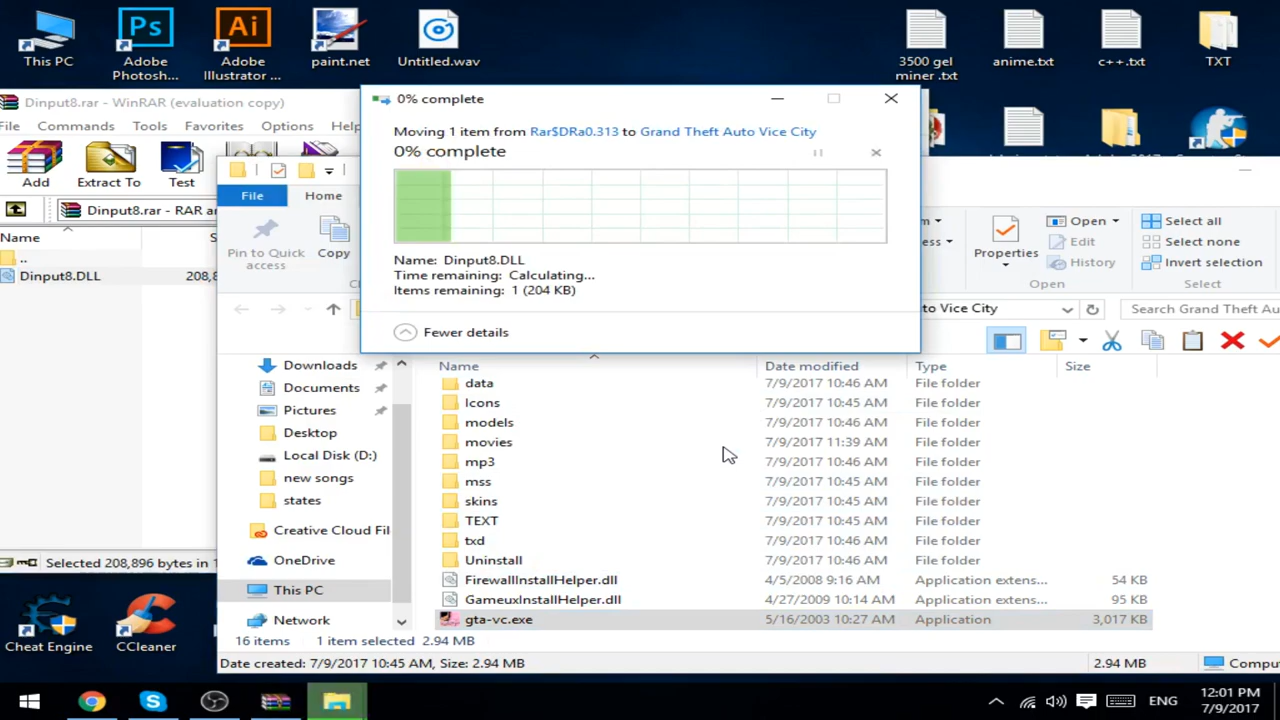 This PC
Adobe
Photosh...
Adobe
Illustrator ...
paint.net
Untitled.wav
3500 gel
miner .txt
anime.txt
c++.txt
TXT
Dinput8.rar - WinRAR (evaluation copy)
File Commands Tools Favorites Options Help
Add
Extract To
Test
Dinput8.rar - RAR ar
Name
..
Dinput8.DLL 208,8
Selected 208,896 bytes in 1
0% complete
Moving 1 item from Rar$DRa0.313 to Grand Theft Auto Vice City
0% complete
Name: Dinput8.DLL
Time remaining: Calculating...
Items remaining: 1 (204 KB)
Fewer details
File
Home
Pin to Quick
access
Copy
Properties
Open
Edit
History
Open
Select all
Select none
Invert selection
Select
to Vice City
Search Grand Theft Au
Downloads
Documents
Pictures
Desktop
Local Disk (D:)
new songs
states
Creative Cloud Fil
OneDrive
This PC
Network
Name Date modified Type Size
data 7/9/2017 10:46 AM File folder
Icons 7/9/2017 10:45 AM File folder
models 7/9/2017 10:46 AM File folder
movies 7/9/2017 11:39 AM File folder
mp3 7/9/2017 10:46 AM File folder
mss 7/9/2017 10:45 AM File folder
skins 7/9/2017 10:45 AM File folder
TEXT 7/9/2017 10:45 AM File folder
txd 7/9/2017 10:45 AM File folder
Uninstall 7/9/2017 10:45 AM File folder
FirewallInstallHelper.dll 4/5/2008 9:16 AM Application extens... 54 KB
GameuxInstallHelper.dll 4/27/2009 10:14 AM Application extens... 95 KB
gta-vc.exe 5/16/2003 10:27 AM Application 3,017 KB
16 items 1 item selected 2.94 MB
Date created: 7/9/2017 10:45 AM, Size: 2.94 MB
2.94 MB
Compu
Cheat Engine
CCleaner
ENG
12:01 PM
7/9/2017